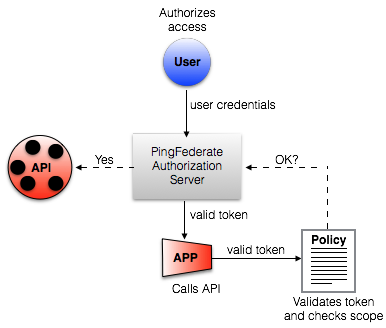 Authorizes
access
User
user credentials
PingFederate
Authorization
Server
Yes
OK?
API
valid token
APP
valid token
Calls API
Policy
Validates token
and checks scope